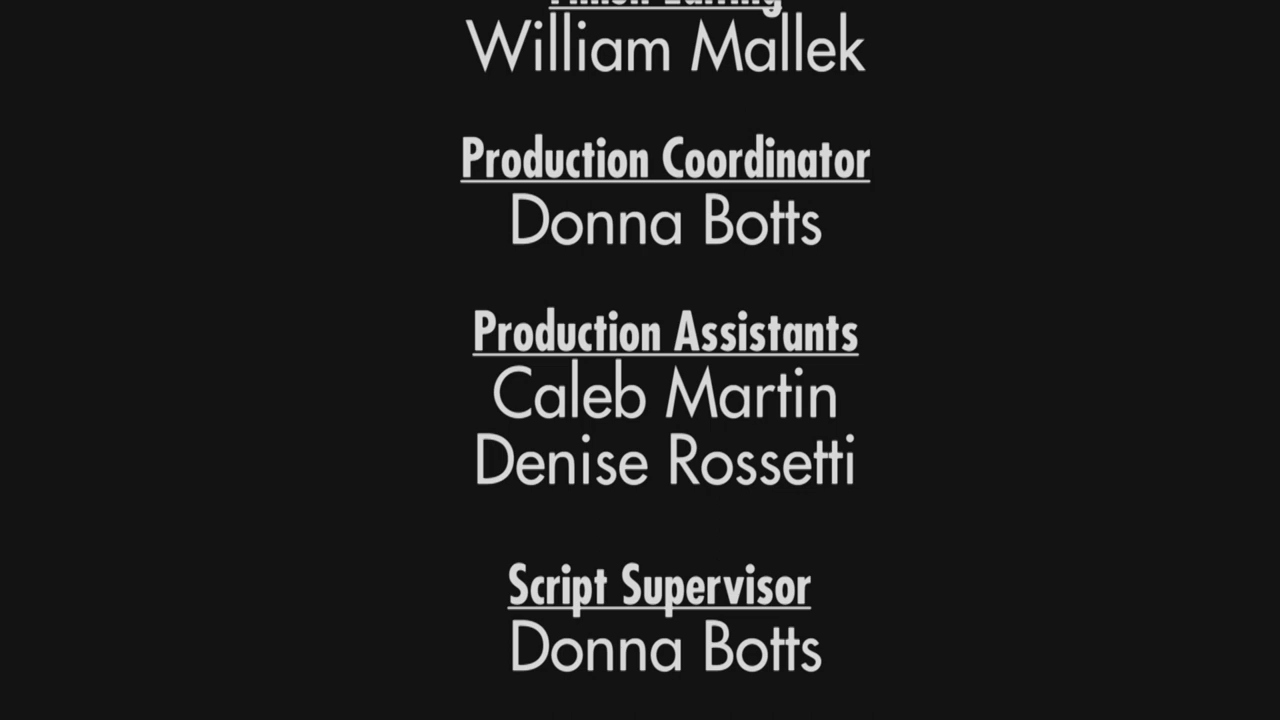 William Mallek
Production Coordinator
Donna Botts
Production Assistants
Caleb Martin
Denise Rossetti
Script Supervisor
Donna Botts